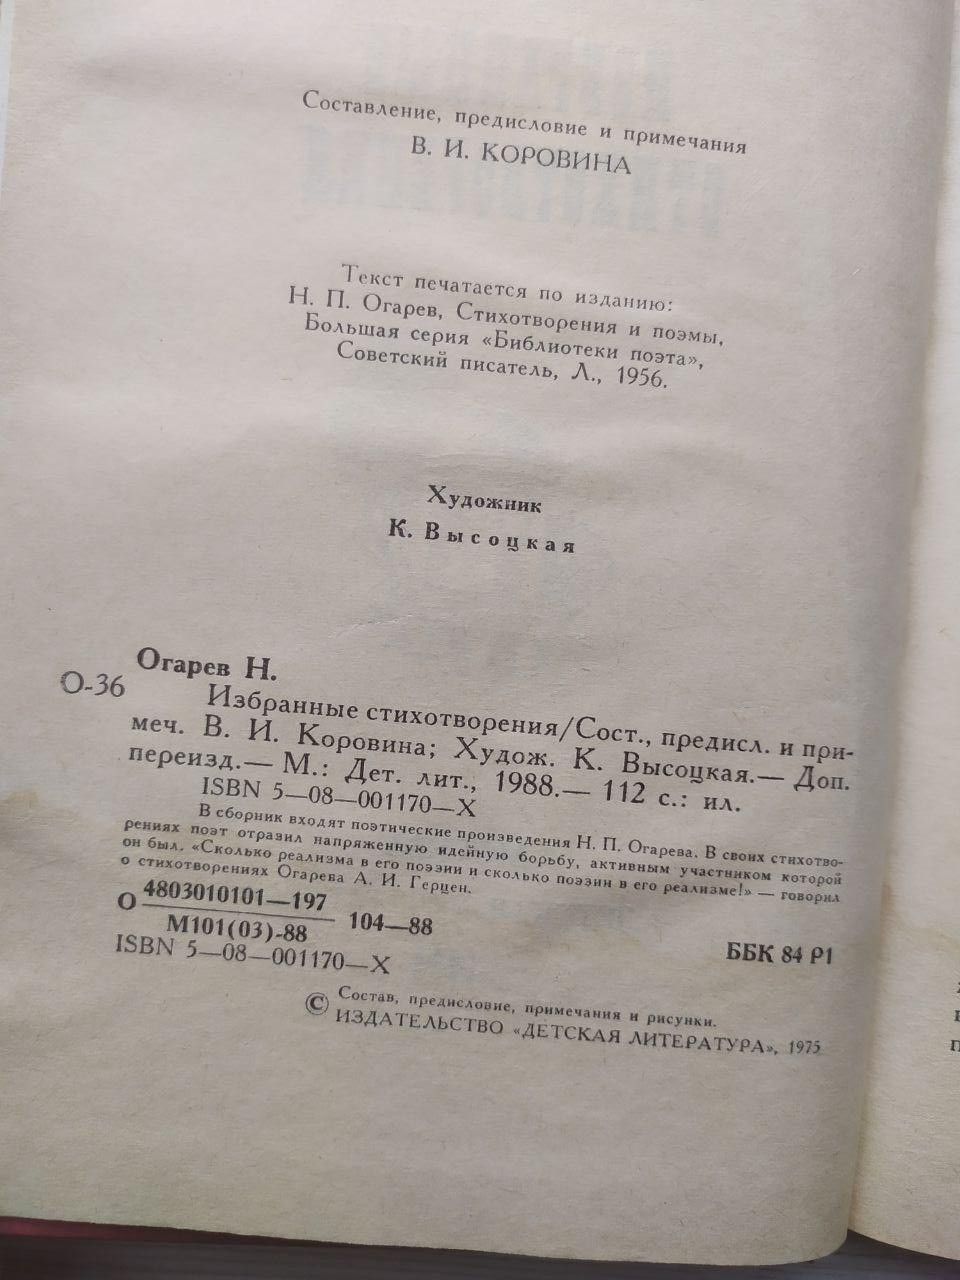 Составление, предисловие и примечания
В. И. КОРОВИНА
Текст печатается по изданию:
Н. П. Огарев, Стихотворения и поэмы,
Большая серия «Библиотеки поэта»,
Советский писатель, Л., 1956.
Художник
К. Высоцкая
Огарев Н.
О-36
Избранные стихотворения/Сост., предисл. и при-
меч. В. И. Коровина; Худож. К. Высоцкая.— Доп.
переизд.— М.: Дет. лит., 1988.— 112 с.: ил.
ISBN 5—08—001170—X
В сборник входят поэтические произведения Н. П. Огарева. В своих стихотво-
рениях поэт отразил напряженную идейную борьбу, активным участником которой
он был. «Сколько реализма в его поэзии и сколько поэзии в его реализме!» — говорил
о стихотворениях Огарева А. И. Герцен.
О 4803010101—197
М101(03)-88
104—88
ББК 84 Р1
ISBN 5—08—001170—X
© Состав, предисловие, примечания и рисунки.
ИЗДАТЕЛЬСТВО «ДЕТСКАЯ ЛИТЕРАТУРА», 1975